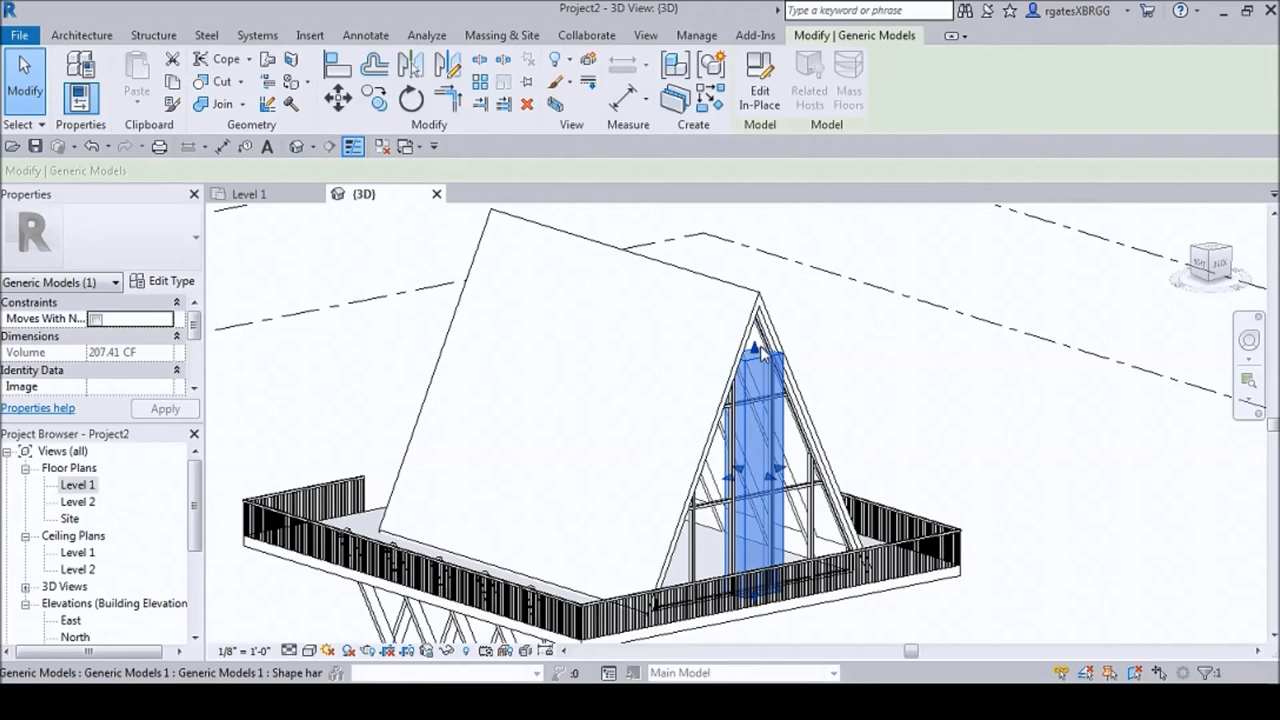 Project2 - 3D View: {3D}
Type a keyword or phrase
rgatesXBRGG
File Architecture Structure Steel Systems Insert Annotate Analyze Massing & Site Collaborate View Manage Add-Ins Modify | Generic Models
Modify
Select
Properties
Paste
Clipboard
Cope
Cut
Join
Geometry
Modify
View
Measure
Create
Edit
In-Place
Model
Related
Hosts
Mass
Floors
Model
Modify | Generic Models
Properties
Level 1
{3D}
Generic Models (1)
Edit Type
Constraints
Moves With N...
Dimensions
Volume 207.41 CF
Identity Data
Image
Properties help
Apply
Project Browser - Project2
Views (all)
Floor Plans
Level 1
Level 2
Site
Ceiling Plans
Level 1
Level 2
3D Views
Elevations (Building Elevation
East
North
1/8" = 1'-0"
Generic Models : Generic Models 1 : Generic Models 1 : Shape har
:0
Main Model
:1